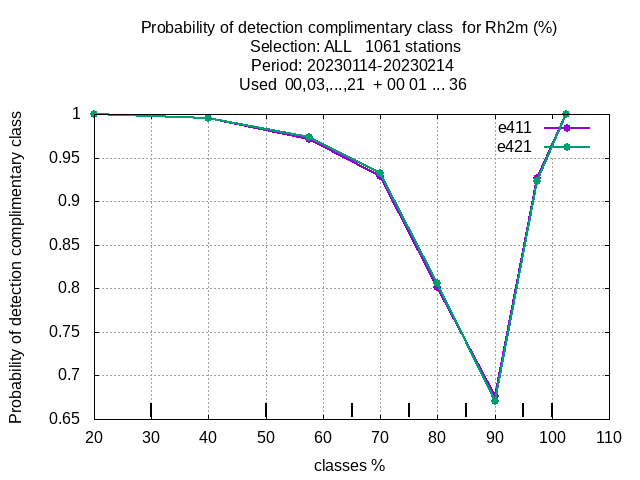 Probability of detection complimentary class  for Rh2m (%)
Selection: ALL   1061 stations
Period: 20230114-20230214
Used  00,03,...,21  + 00 01 ... 36
Probability of detection complimentary class
1
0.95
0.9
0.85
0.8
0.75
0.7
0.65
e411
e421
20 30 40 50 60 70 80 90 100 110
classes %